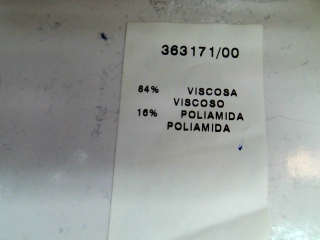 363171/00
84% VISCOSA
VISCOSO
16% POLIAMIDA
POLIAMIDA